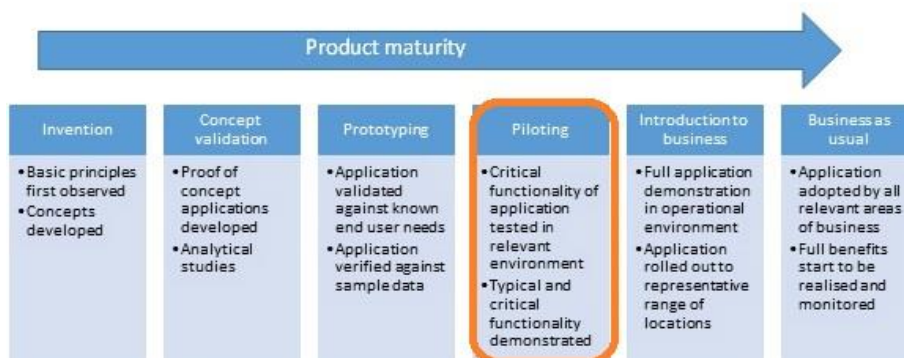 Product maturity
Invention
• Basic principles
first observed
• Concepts
developed
Concept
validation
• Proof of
concept
applications
developed
• Analytical
studies
Prototyping
• Application
validated
against known
end user needs
• Application
verified against
sample data
Piloting
• Critical
functionality of
application
tested in
relevant
environment
• Typical and
critical
functionality
demonstrated
Introduction to
business
• Full application
demonstration
in operational
environment
• Application
rolled out to
representative
range of
locations
Business as
usual
• Application
adopted by all
relevant areas
of business
• Full benefits
start to be
realised and
monitored